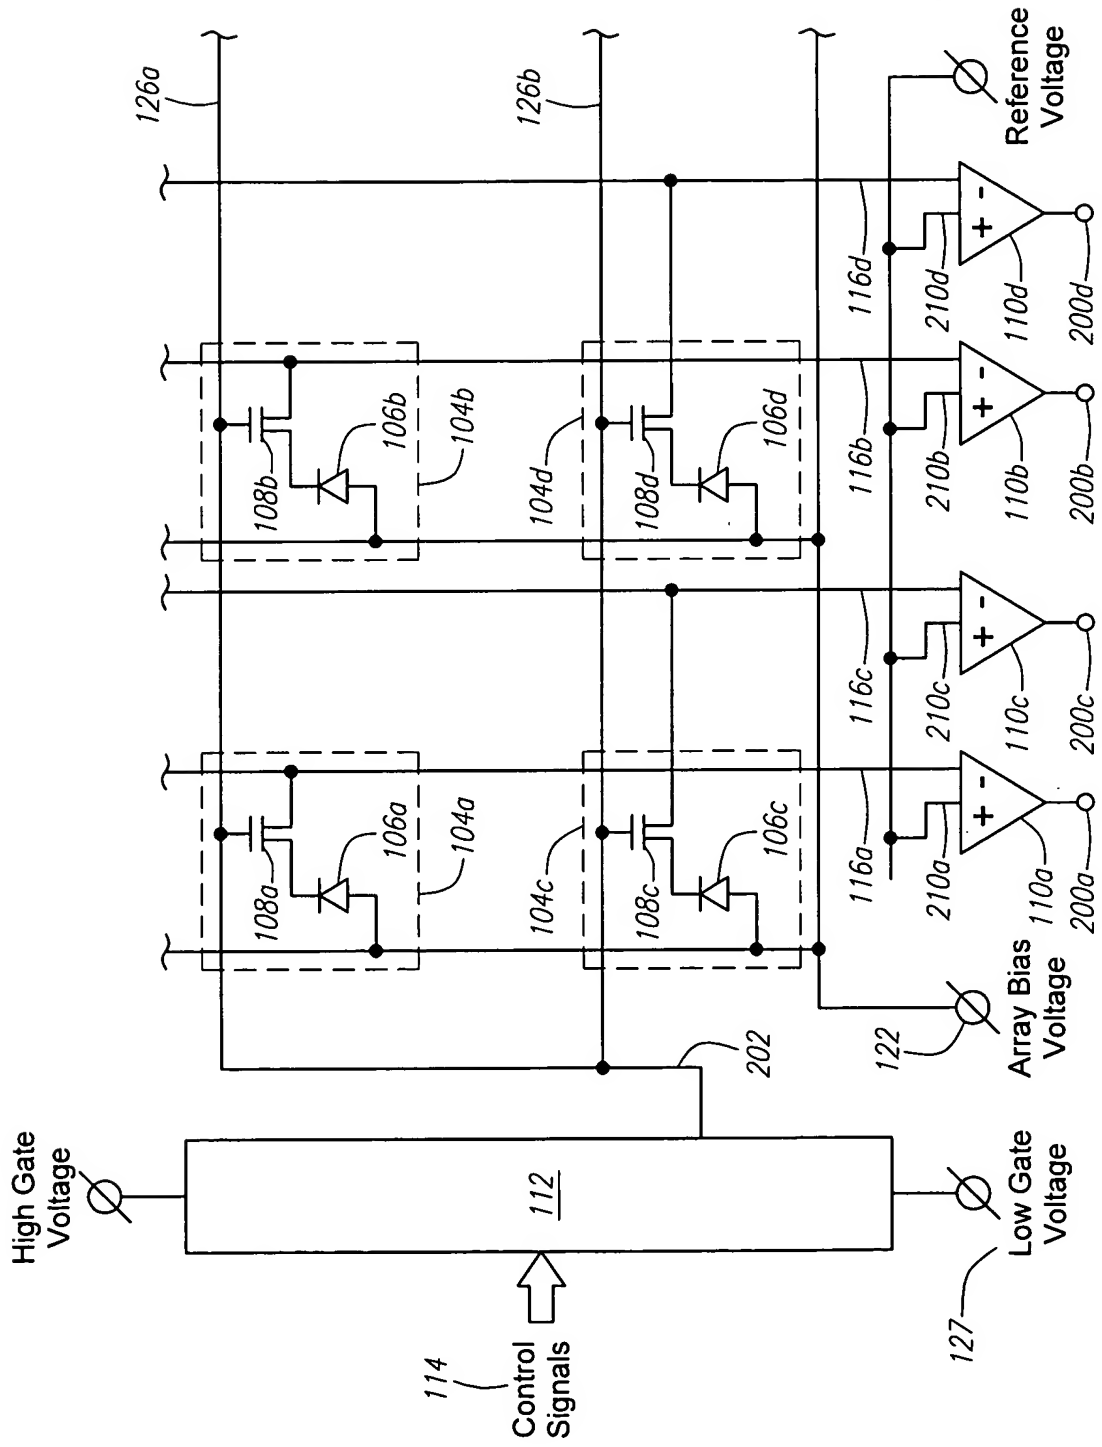 High Gate
Voltage
112
114
Control
Signals
127
Low Gate
Voltage
202
122
Array Bias
Voltage
126a
126b
108a
106a
104a
104c
108c
106c
108b
106b
104b
104d
108d
106d
116a
210a
+ -
110a
200a
116c
210c
+ -
110c
200c
116b
210b
+ -
110b
200b
116d
210d
+ -
110d
200d
Reference
Voltage